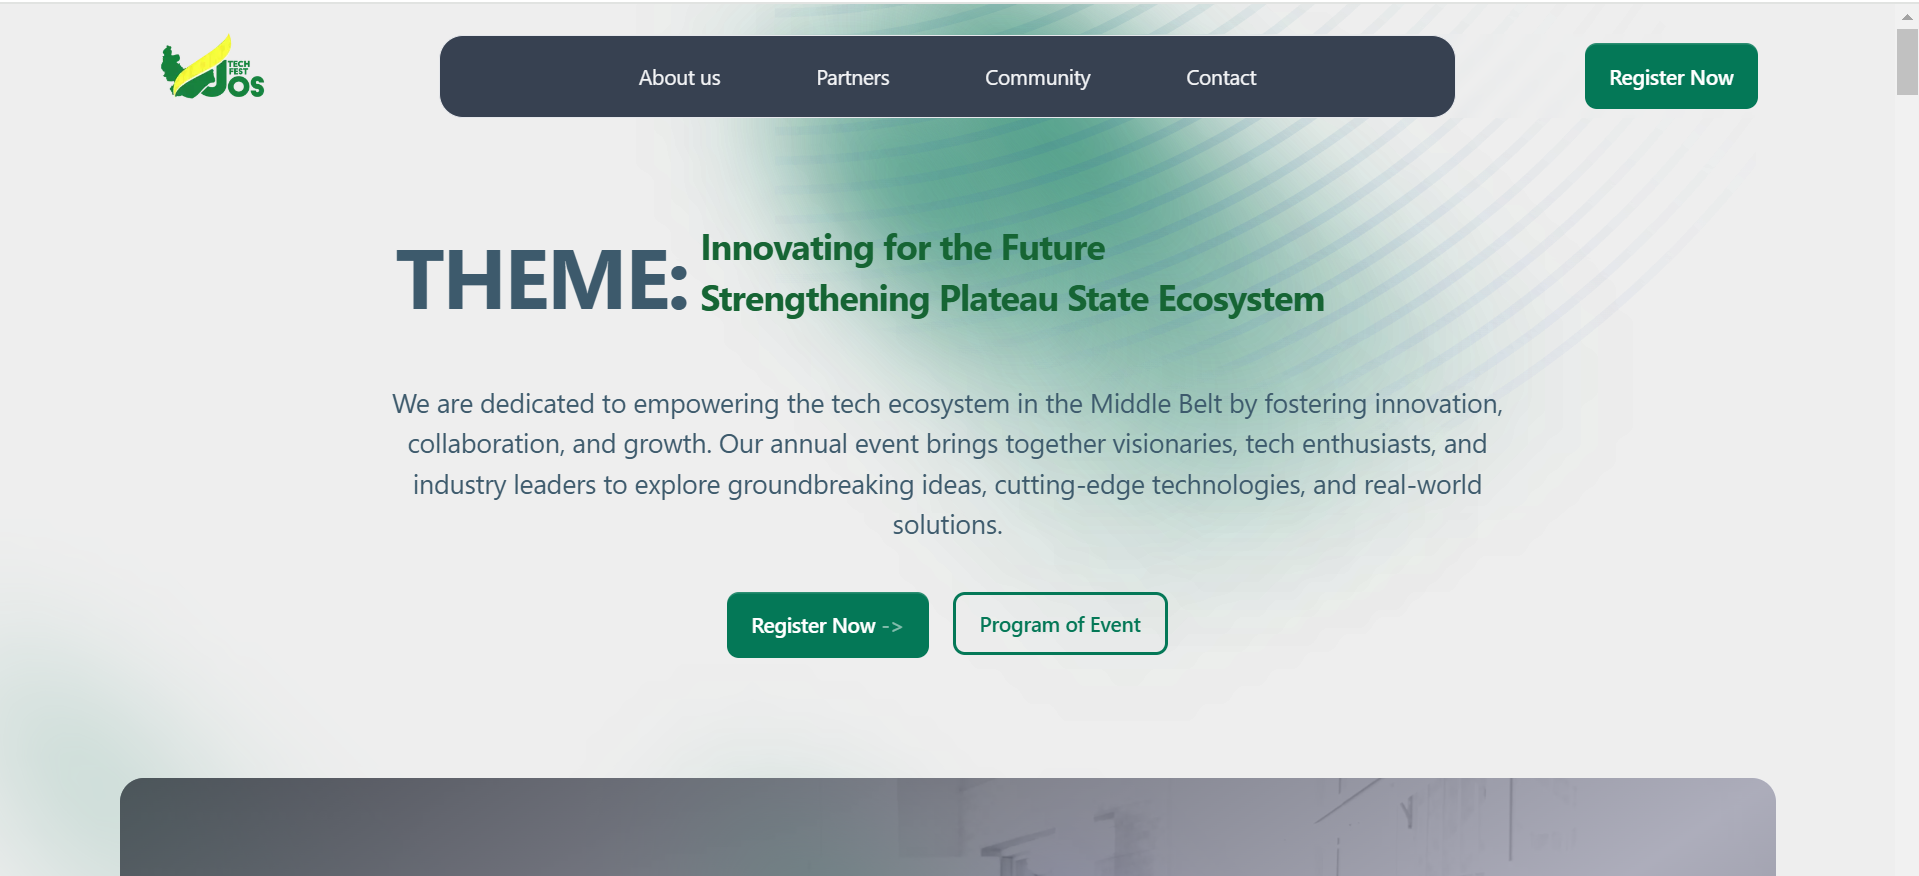 TECH
FEST
JOS
About us
Partners
Community
Contact
Register Now
THEME:
Innovating for the Future
Strengthening Plateau State Ecosystem
We are dedicated to empowering the tech ecosystem in the Middle Belt by fostering innovation,
collaboration, and growth. Our annual event brings together visionaries, tech enthusiasts, and
industry leaders to explore groundbreaking ideas, cutting-edge technologies, and real-world
solutions.
Register Now ->
Program of Event